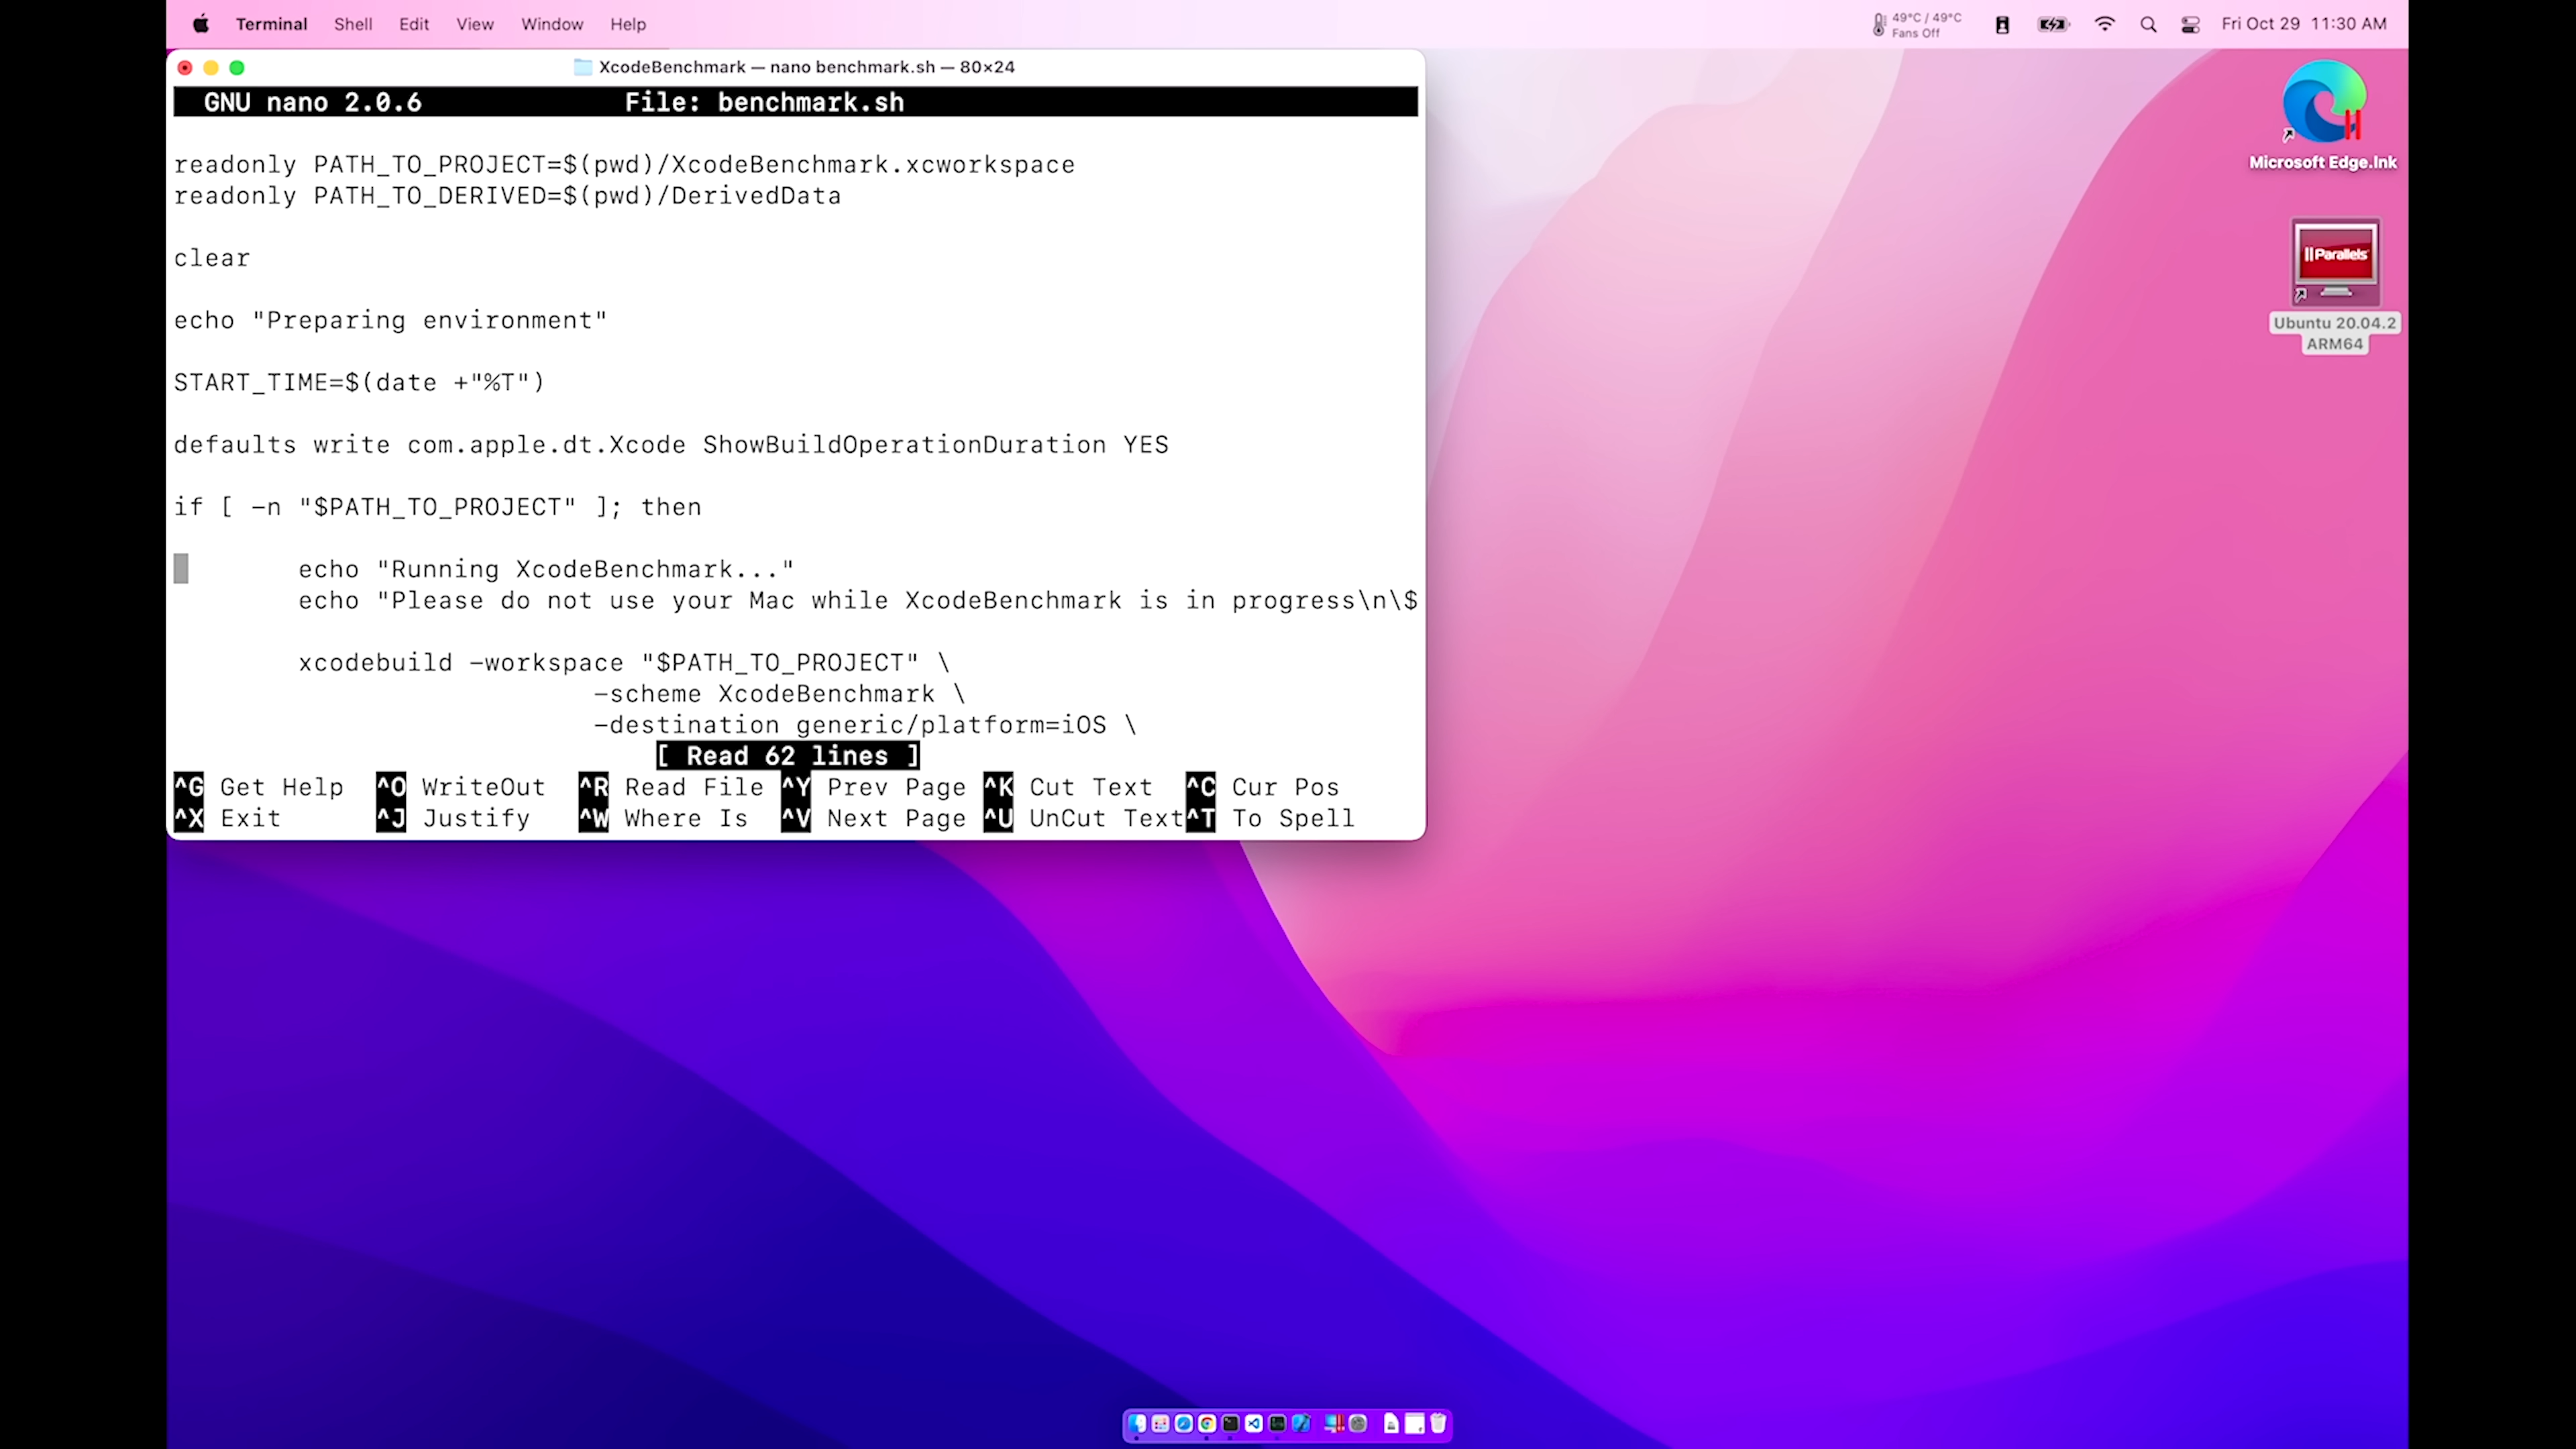 Terminal Shell Edit View Window Help
49°C / 49°C
Fans Off
Fri Oct 29 11:30 AM
XcodeBenchmark — nano benchmark.sh — 80×24
GNU nano 2.0.6 File: benchmark.sh
readonly PATH_TO_PROJECT=$(pwd)/XcodeBenchmark.xcworkspace
readonly PATH_TO_DERIVED=$(pwd)/DerivedData
clear
echo "Preparing environment"
START_TIME=$(date +"%T")
defaults write com.apple.dt.Xcode ShowBuildOperationDuration YES
if [ -n "$PATH_TO_PROJECT" ]; then
echo "Running XcodeBenchmark..."
echo "Please do not use your Mac while XcodeBenchmark is in progress\n\$
xcodebuild -workspace "$PATH_TO_PROJECT" \
-scheme XcodeBenchmark \
-destination generic/platform=iOS \
[ Read 62 lines ]
^G Get Help ^O WriteOut ^R Read File ^Y Prev Page ^K Cut Text ^C Cur Pos
^X Exit ^J Justify ^W Where Is ^V Next Page ^U UnCut Text ^T To Spell
Microsoft Edge.lnk
Parallels
Ubuntu 20.04.2
ARM64